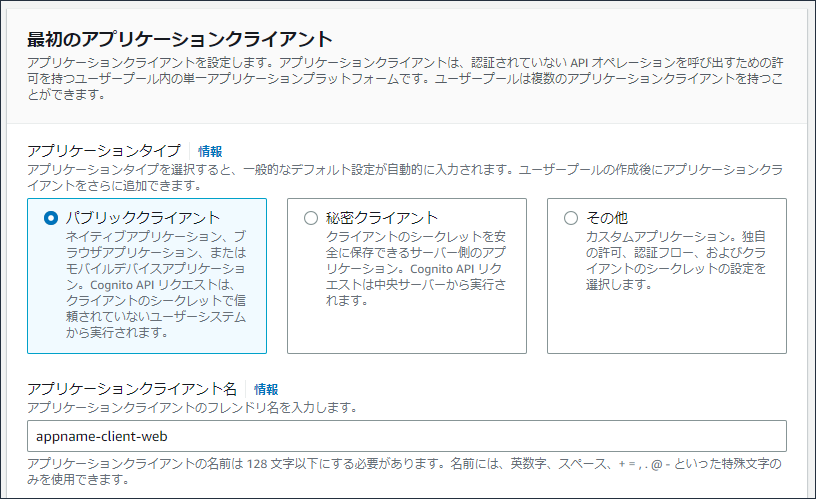 最初のアプリケーションクライアント
アプリケーションクライアントを設定します。アプリケーションクライアントは、認証されていない API オペレーションを呼び出すための許
可を持つユーザープール内の単一アプリケーションプラットフォームです。ユーザープールは複数のアプリケーションクライアントを持つこ
とができます。
アプリケーションタイプ 情報
アプリケーションタイプを選択すると、一般的なデフォルト設定が自動的に入力されます。ユーザープールの作成後にアプリケーションクラ
イアントをさらに追加できます。
パブリッククライアント
ネイティブアプリケーション、ブ
ラウザアプリケーション、または
モバイルデバイスアプリケーショ
ン。Cognito API リクエストは、
クライアントのシークレットで信
頼されていないユーザーシステム
から実行されます。
秘密クライアント
クライアントのシークレットを安
全に保存できるサーバー側のアプ
リケーション。Cognito API リク
エストは中央サーバーから実行さ
れます。
その他
カスタムアプリケーション。独自
の許可、認証フロー、およびクラ
イアントのシークレットの設定を
選択します。
アプリケーションクライアント名 情報
アプリケーションクライアントのフレンドリ名を入力します。
appname-client-web
アプリケーションクライアントの名前は 128 文字以下にする必要があります。名前には、英数字、スペース、+ = , . @ - といった特殊文字の
みを使用できます。